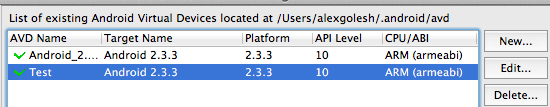 List of existing Android Virtual Devices located at /Users/alexgolesh/.android/avd
AVD Name Target Name Platform API Level CPU/ABI
Android_2.... Android 2.3.3 2.3.3 10 ARM (armeabi)
Test Android 2.3.3 2.3.3 10 ARM (armeabi)
New...
Edit...
Delete...